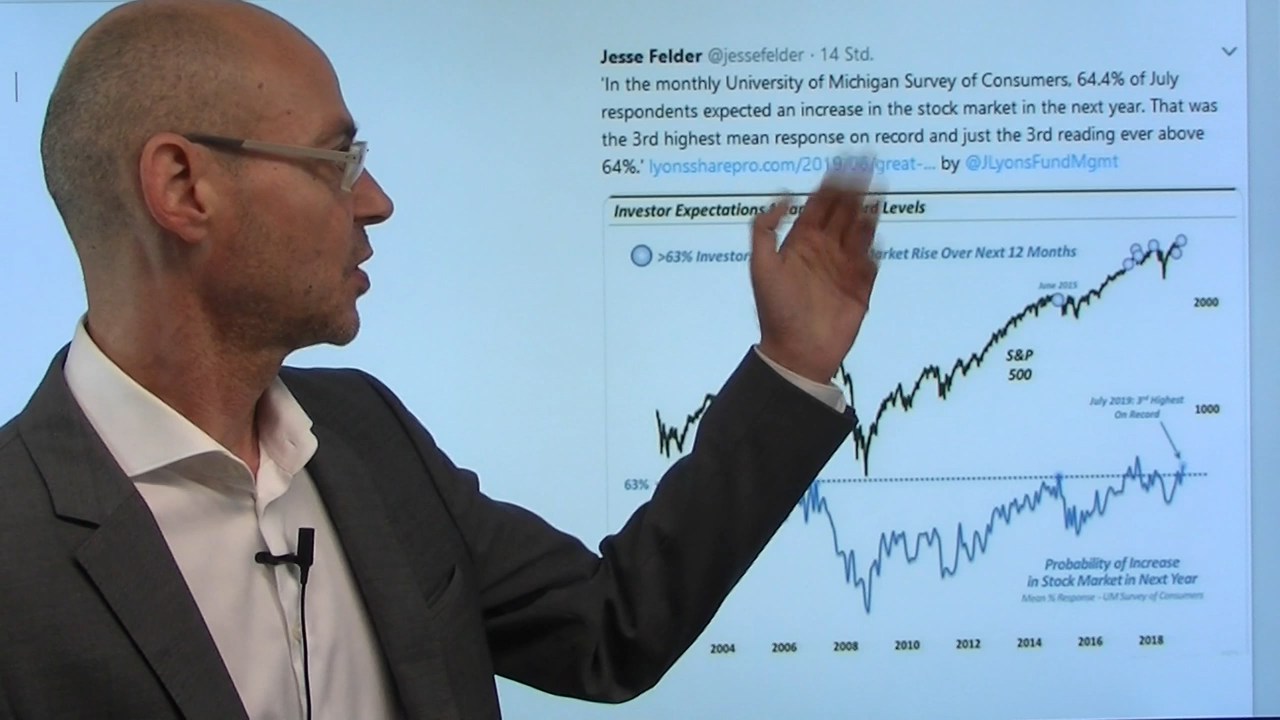 Jesse Felder @jessefelder · 14 Std.
'In the monthly University of Michigan Survey of Consumers, 64.4% of July
respondents expected an increase in the stock market in the next year. That was
the 3rd highest mean response on record and just the 3rd reading ever above
64%.' lyonssharepro.com/2019/08/great-... by @JLyonsFundMgmt
Investor Expectations Levels
>63% Investor Market Rise Over Next 12 Months
June 2015
2000
S&P
500
July 2019: 3rd Highest
On Record
1000
63%
Probability of Increase
in Stock Market in Next Year
Mean % Response - UM Survey of Consumers
2004 2006 2008 2010 2012 2014 2016 2018